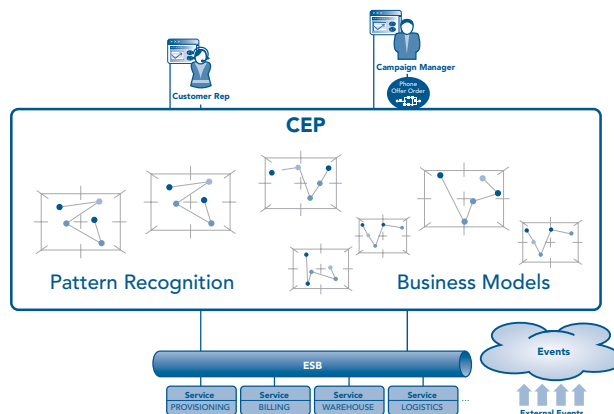 Customer Rep
Campaign Manager
Phone
Offer Order
CEP
Pattern Recognition
Business Models
ESB
Events
Service
PROVISIONING
Service
BILLING
Service
WAREHOUSE
Service
LOGISTICS
...
External Events